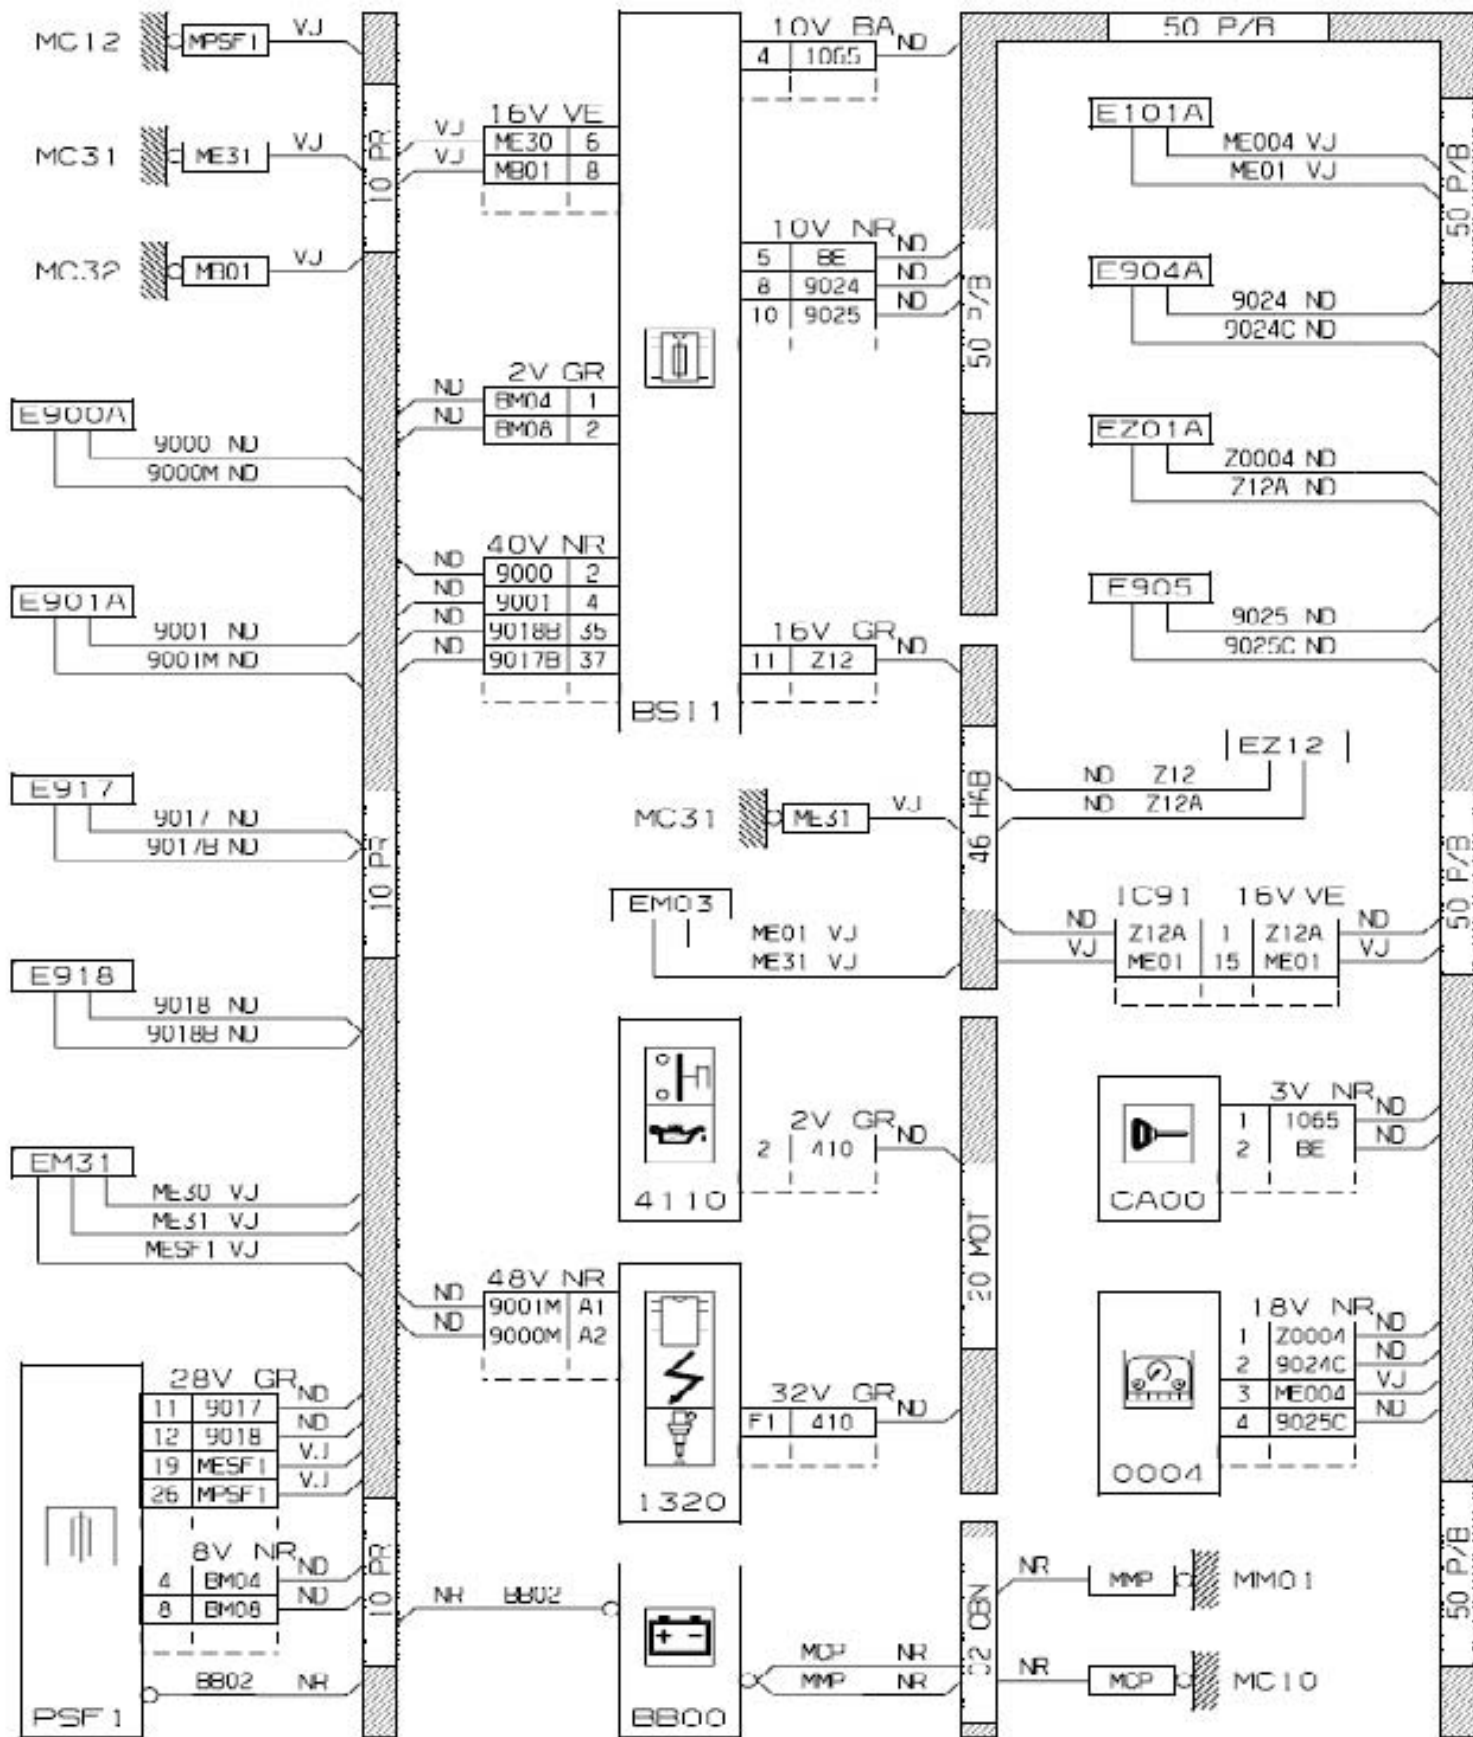 MC12 MPSF1 VJ
MC31 ME31 VJ
MC32 MB01 VJ
10 PR
E900A
9000 ND
9000M ND
E901A
9001 ND
9001M ND
E917
9017 ND
9017B ND
10 PR
E918
9018 ND
9018B ND
EM31
ME30 VJ
ME31 VJ
MESF1 VJ
28V GR
11 9017 ND
12 9018 ND
19 MESF1 VJ
26 MPSF1 VJ
8V NR
4 BM04 ND
8 BM08 ND
BB02 NR
PSF1
10 PR
16V VE
VJ ME30 6
VJ MB01 8
2V GR
ND BM04 1
ND BM08 2
40V NR
ND 9000 2
ND 9001 4
ND 9018B 35
ND 9017B 37
BSI1
10V BA
4 1065 ND
10V NR
5 BE ND
8 9024 ND
10 9025 ND
16V GR
11 Z12 ND
50 P/B
MC31 ME31 VJ
46 HAB
EM03
ME01 VJ
ME31 VJ
4110
2V GR
2 410 ND
20 MOT
48V NR
ND 9001M A1
ND 9000M A2
1320
32V GR
F1 410 ND
NR BB02
BB00
MCP NR
MMP NR
02 CBN
NR MMP MM01
NR MCP MC10
50 P/B
E101A
ME004 VJ
ME01 VJ
50 P/B
E904A
9024 ND
9024C ND
EZ01A
Z0004 ND
Z12A ND
E905
9025 ND
9025C ND
EZ12
ND Z12
ND Z12A
50 P/B
IC91 16V VE
ND Z12A 1 Z12A ND
VJ ME01 15 ME01 VJ
CA00
3V NR
1 1065 ND
2 BE ND
0004
18V NR
1 Z0004 ND
2 9024C ND
3 ME004 VJ
4 9025C ND
50 P/B